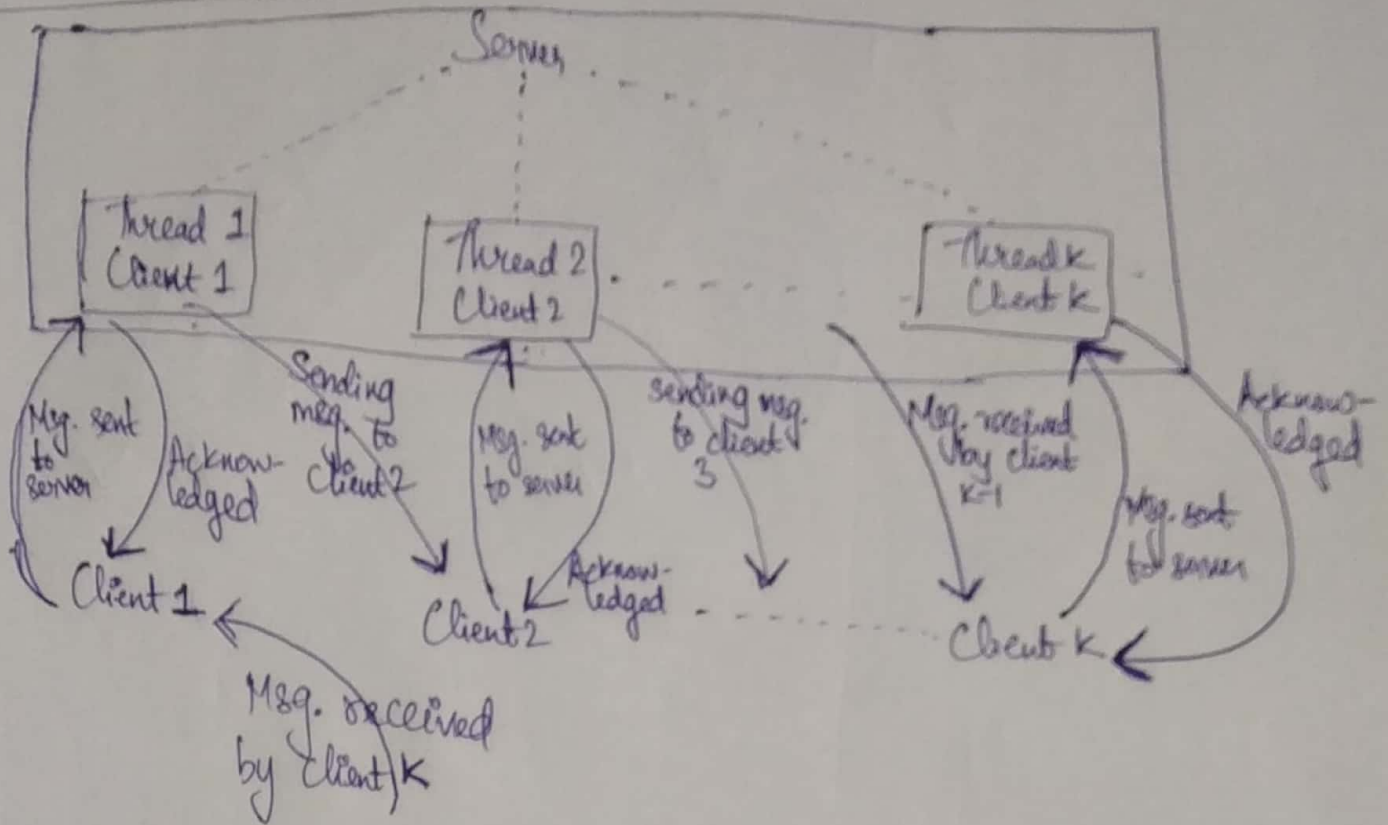 Server
Thread 1
Client 1
Thread 2
Client 2
Thread k
Client k
Msg. sent
to
server
Acknow-
ledged
Sending
msg. to
Client 2
Msg. sent
to server
Acknow-
ledged
sending msg.
to client
3
Msg. received
by client
K-1
Msg. sent
to server
Acknow-
ledged
Client 1
Client 2
Client K
Msg. received
by Client K